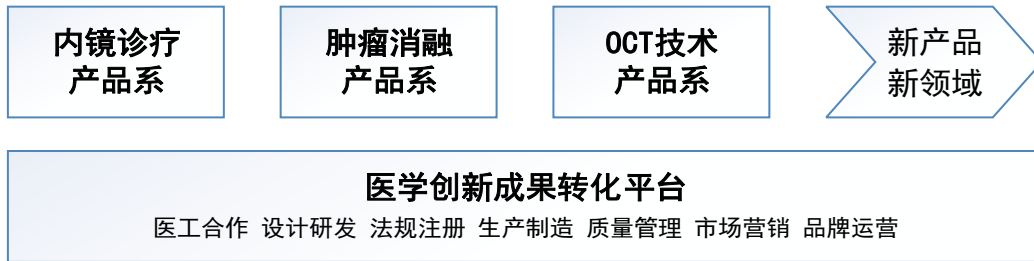 内镜诊疗
产品系
肿瘤消融
产品系
OCT技术
产品系
新产品
新领域
医学创新成果转化平台
医工合作 设计研发 法规注册 生产制造 质量管理 市场营销 品牌运营